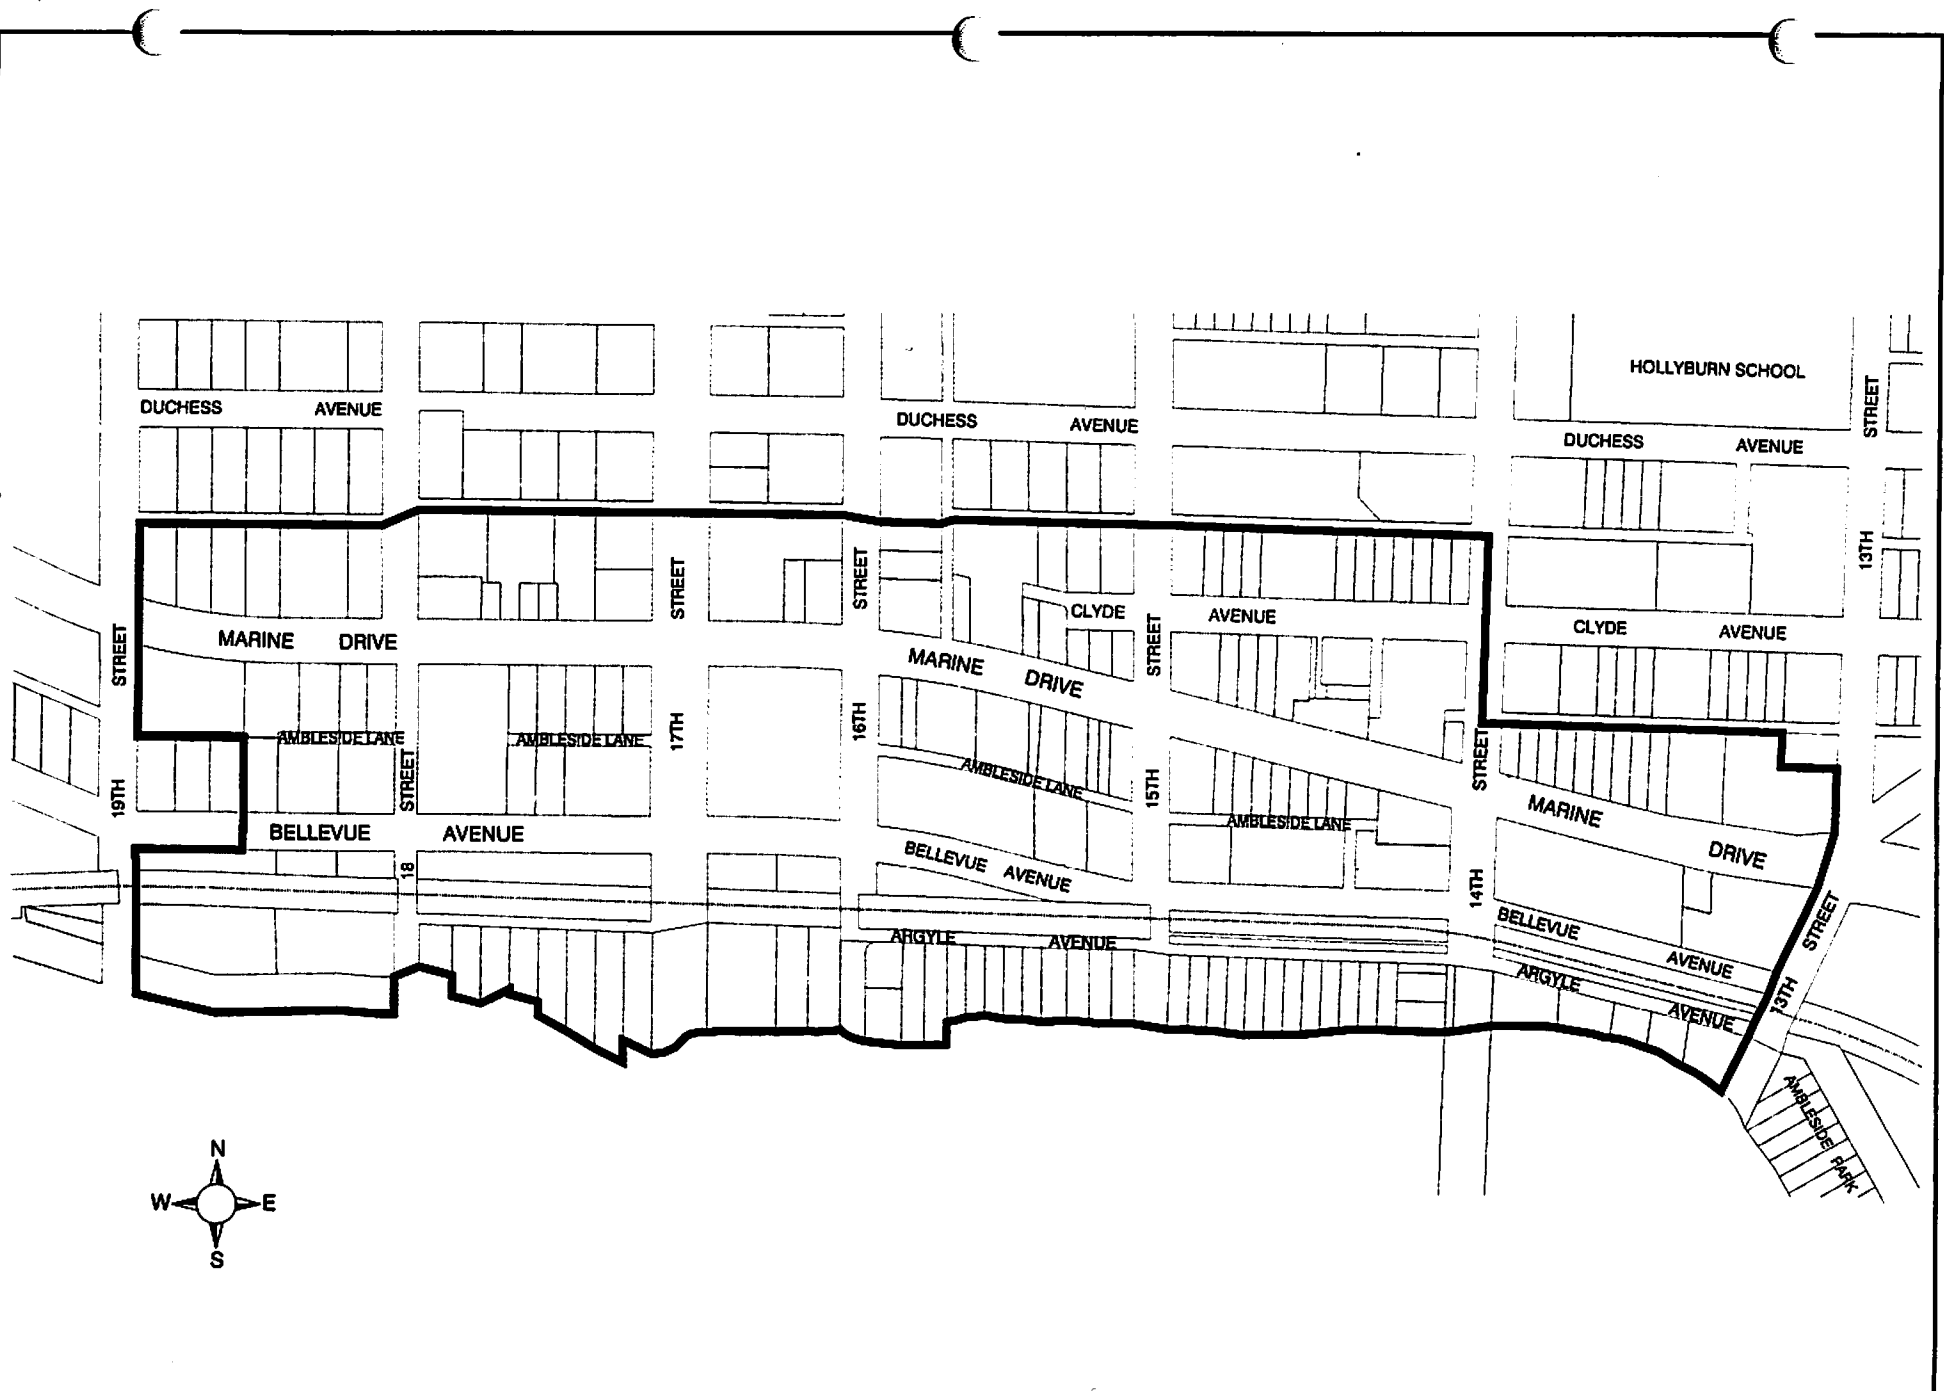 HOLLYBURN SCHOOL
DUCHESS AVENUE
DUCHESS AVENUE
DUCHESS AVENUE
STREET
13TH
STREET
STREET
CLYDE AVENUE
CLYDE AVENUE
STREET
STREET
MARINE DRIVE
MARINE DRIVE
17TH
16TH
AMBLESIDE LANE
AMBLESIDE LANE
STREET
19TH
STREET
18
AMBLESIDE LANE
15TH
AMBLESIDE LANE
STREET
14TH
MARINE DRIVE
BELLEVUE AVENUE
BELLEVUE AVENUE
BELLEVUE AVENUE
STREET
13TH
ARGYLE AVENUE
ARGYLE AVENUE
AMBLESIDE PARK
N
W E
S